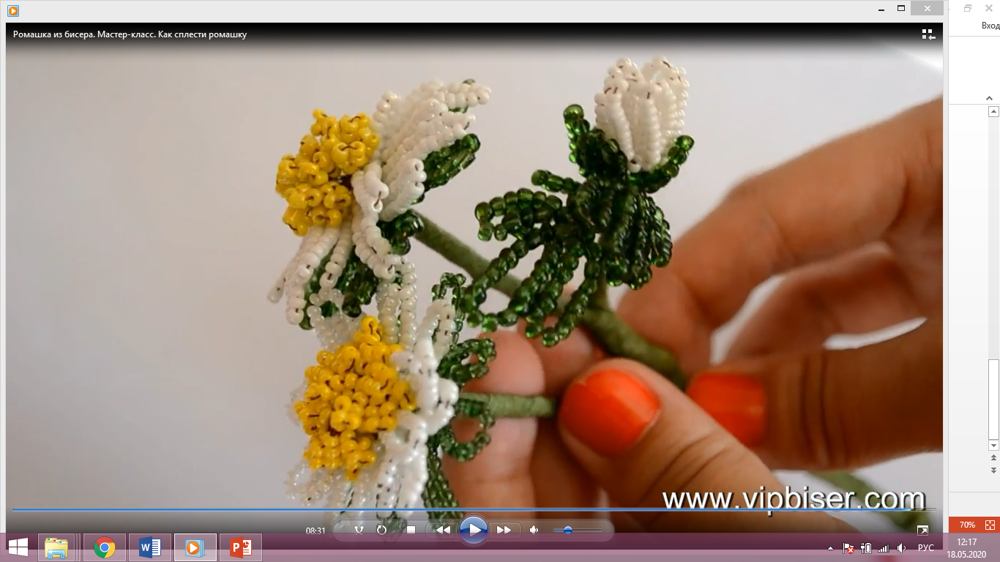 Ромашка из бисера. Мастер-класс. Как сплести ромашку
Вход
www.vipbiser.com
08:31
70%
РУС
12:17
18.05.2020